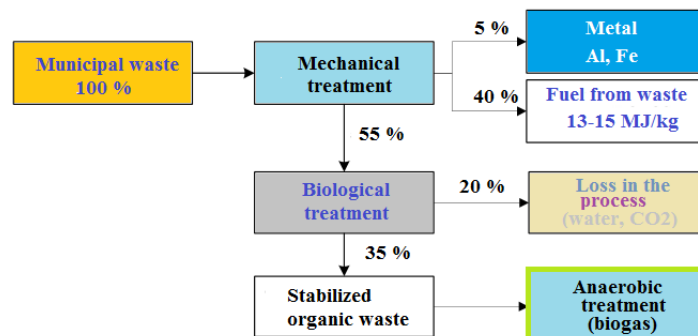 Municipal waste
100 %
Mechanical
treatment
5 %
Metal
Al, Fe
40 %
Fuel from waste
13-15 MJ/kg
55 %
Biological
treatment
20 %
Loss in the
process
(water, CO2)
35 %
Stabilized
organic waste
Anaerobic
treatment
(biogas)